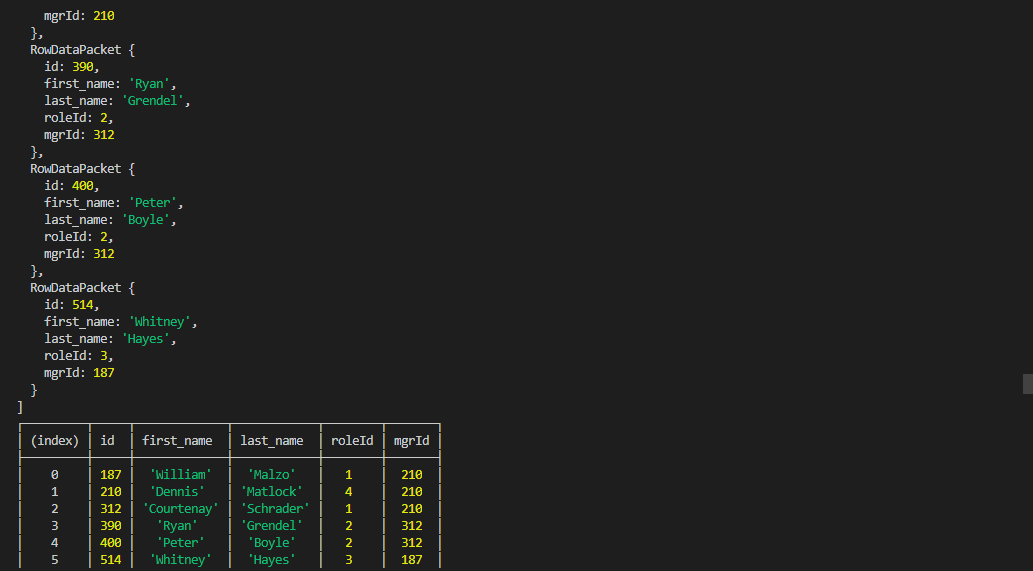 mgrId: 210
},
RowDataPacket {
id: 390,
first_name: 'Ryan',
last_name: 'Grendel',
roleId: 2,
mgrId: 312
},
RowDataPacket {
id: 400,
first_name: 'Peter',
last_name: 'Boyle',
roleId: 2,
mgrId: 312
},
RowDataPacket {
id: 514,
first_name: 'Whitney',
last_name: 'Hayes',
roleId: 3,
mgrId: 187
}
]
(index) id first_name last_name roleId mgrId
0 187 'William' 'Malzo' 1 210
1 210 'Dennis' 'Matlock' 4 210
2 312 'Courtenay' 'Schrader' 1 210
3 390 'Ryan' 'Grendel' 2 312
4 400 'Peter' 'Boyle' 2 312
5 514 'Whitney' 'Hayes' 3 187